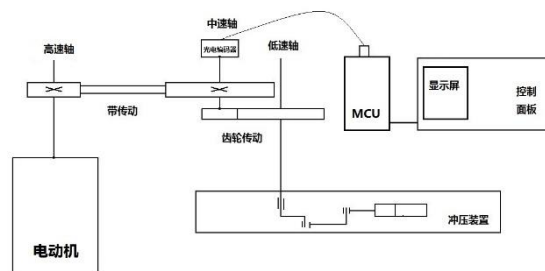 中速轴
光电编码器
低速轴
高速轴
带传动
齿轮传动
MCU
显示屏
控制
面板
电动机
冲压装置